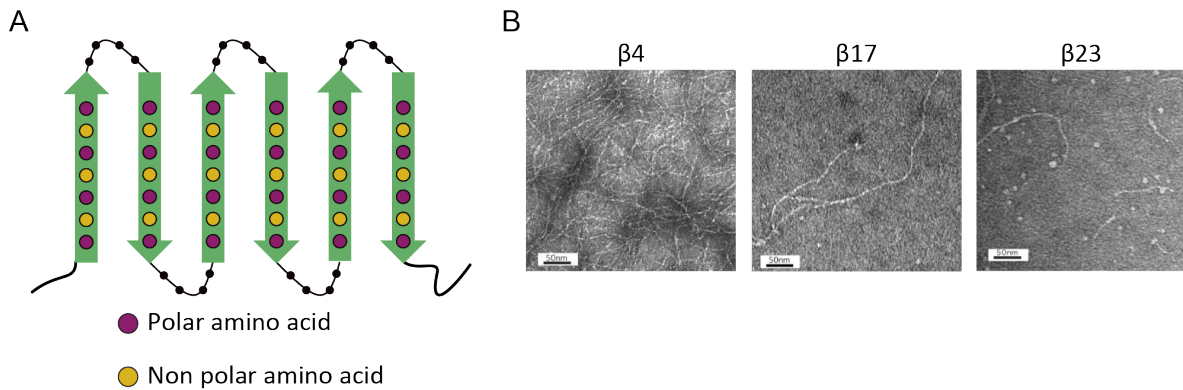 A
B
β4
β17
β23
50nm
50nm
50nm
Polar amino acid
Non polar amino acid